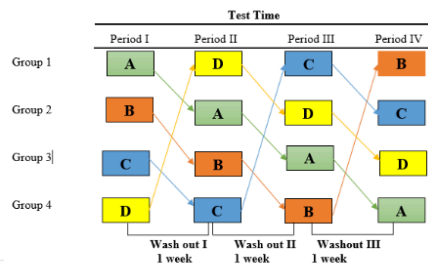 Test Time
Period I Period II Period III Period IV
Group 1 A D C B
Group 2 B A D C
Group 3 C B A D
Group 4 D C B A
Wash out I Wash out II Washout III
1 week 1 week 1 week